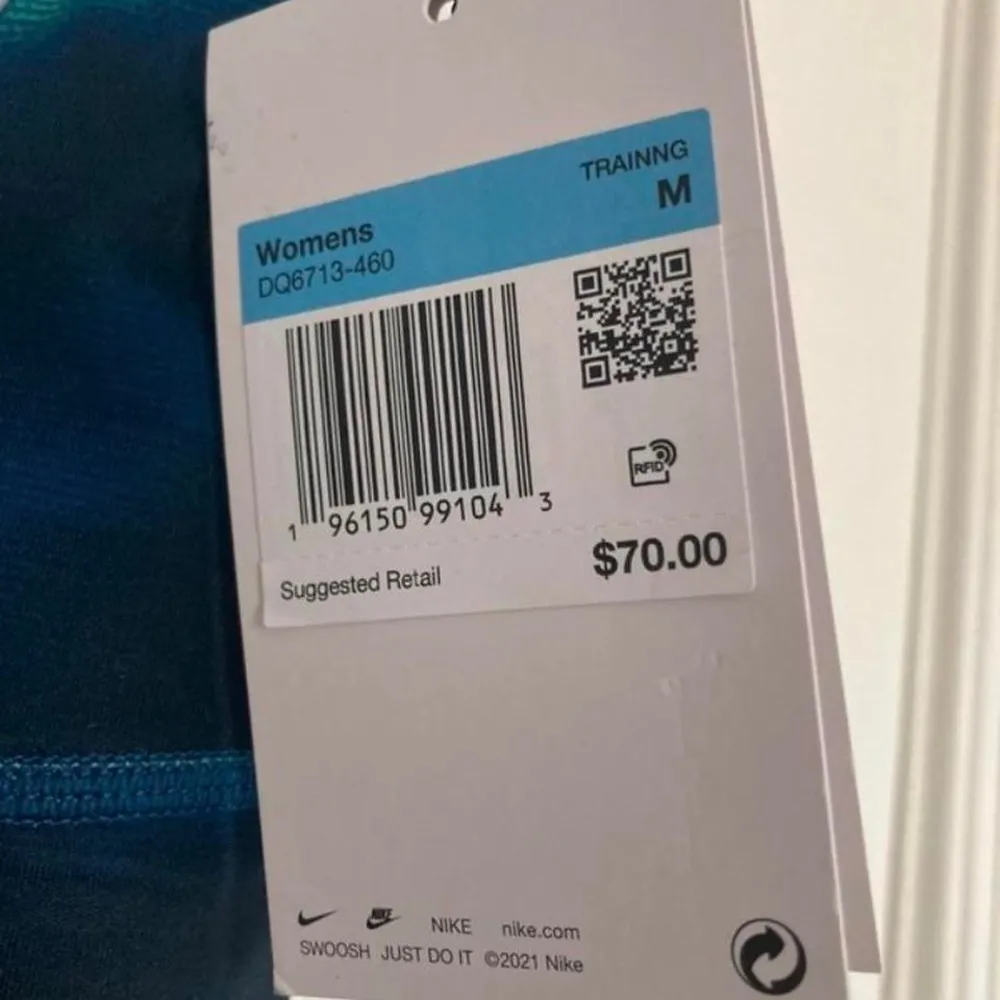 TRAINNG
M
Womens
DQ6713-460
RFID
1 96150 99104 3
Suggested Retail $70.00
NIKE NIKE nike.com
SWOOSH JUST DO IT ©2021 Nike